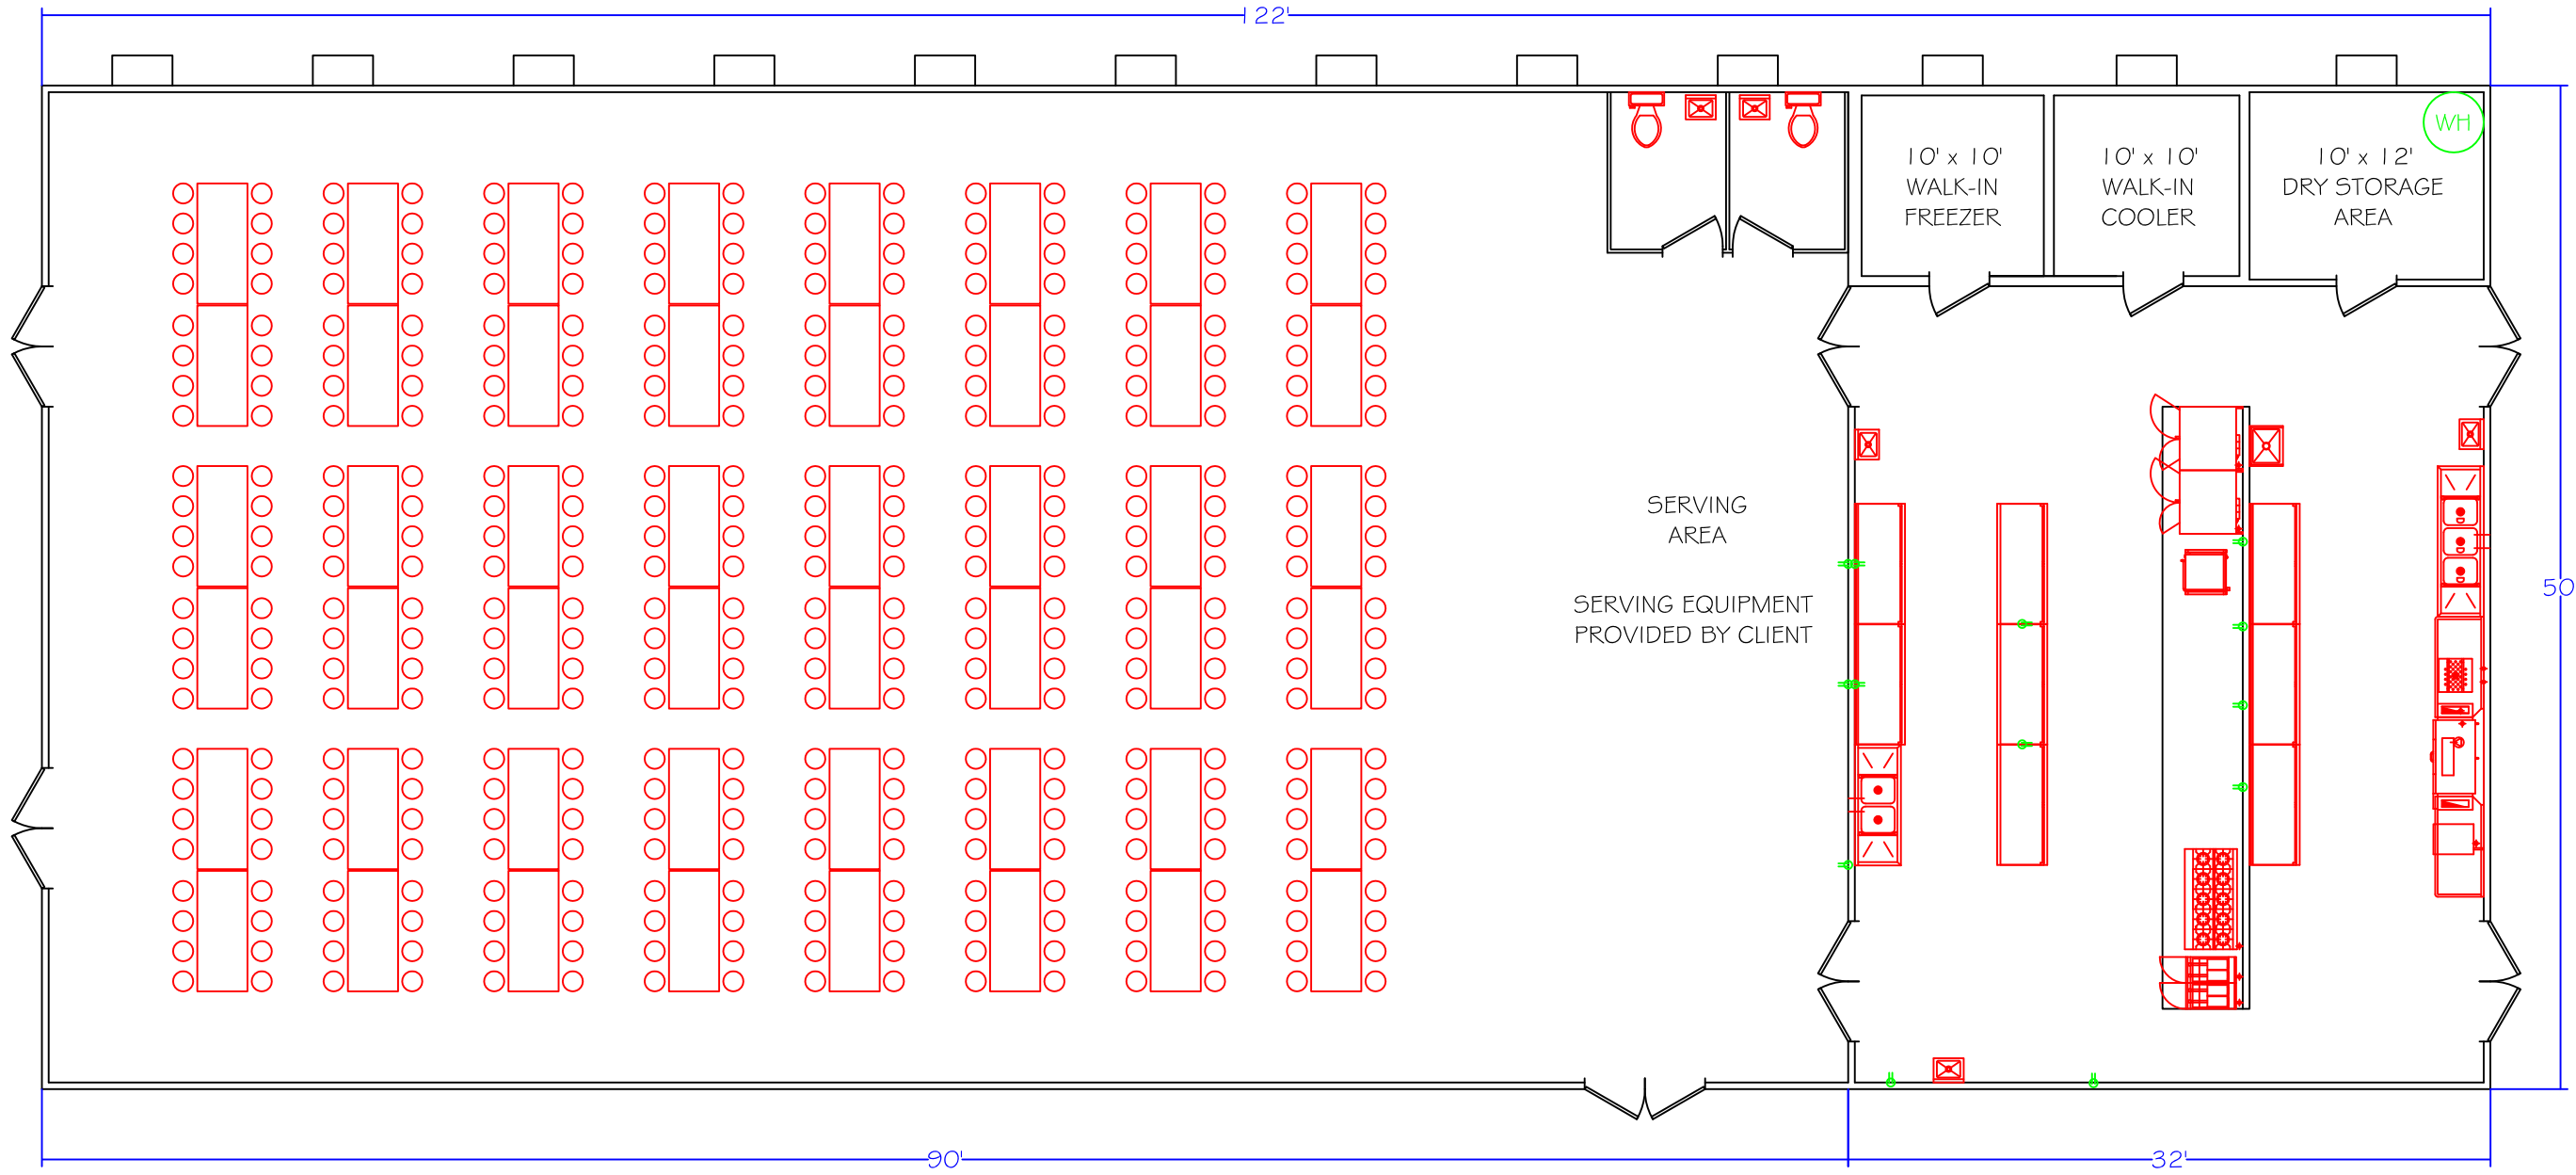 122'
WH
10' x 10'
WALK-IN
FREEZER
10' x 10'
WALK-IN
COOLER
10' x 12'
DRY STORAGE
AREA
SERVING
AREA
SERVING EQUIPMENT
PROVIDED BY CLIENT
50
90'
32'